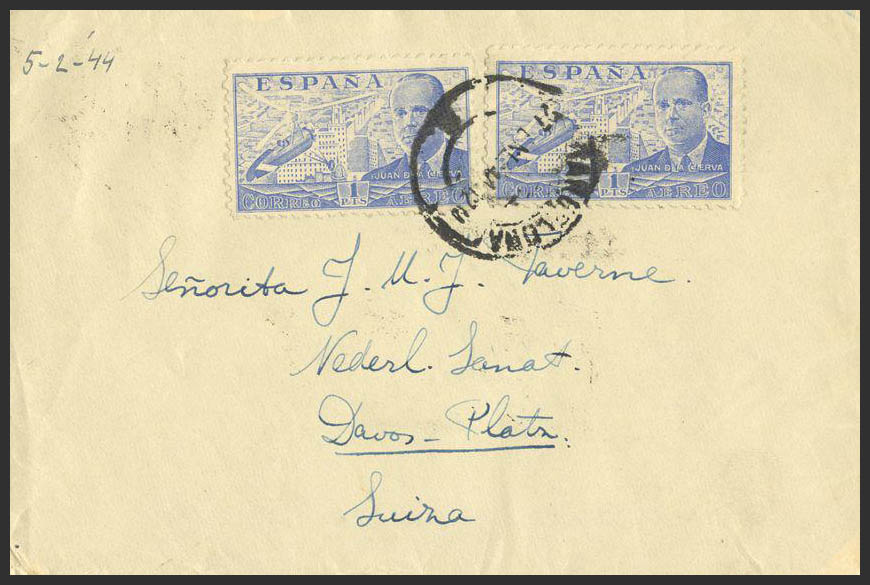 5-2-'44
ESPAÑA
JUAN DE LA CIERVA
1
PTS
CORREO AEREO
ESPAÑA
JUAN DE LA CIERVA
1
PTS
CORREO AEREO
BARCELONA
Señorita J. M. J. Taverne.
Nederl. Sanat.
Davos-Platz.
Suiza